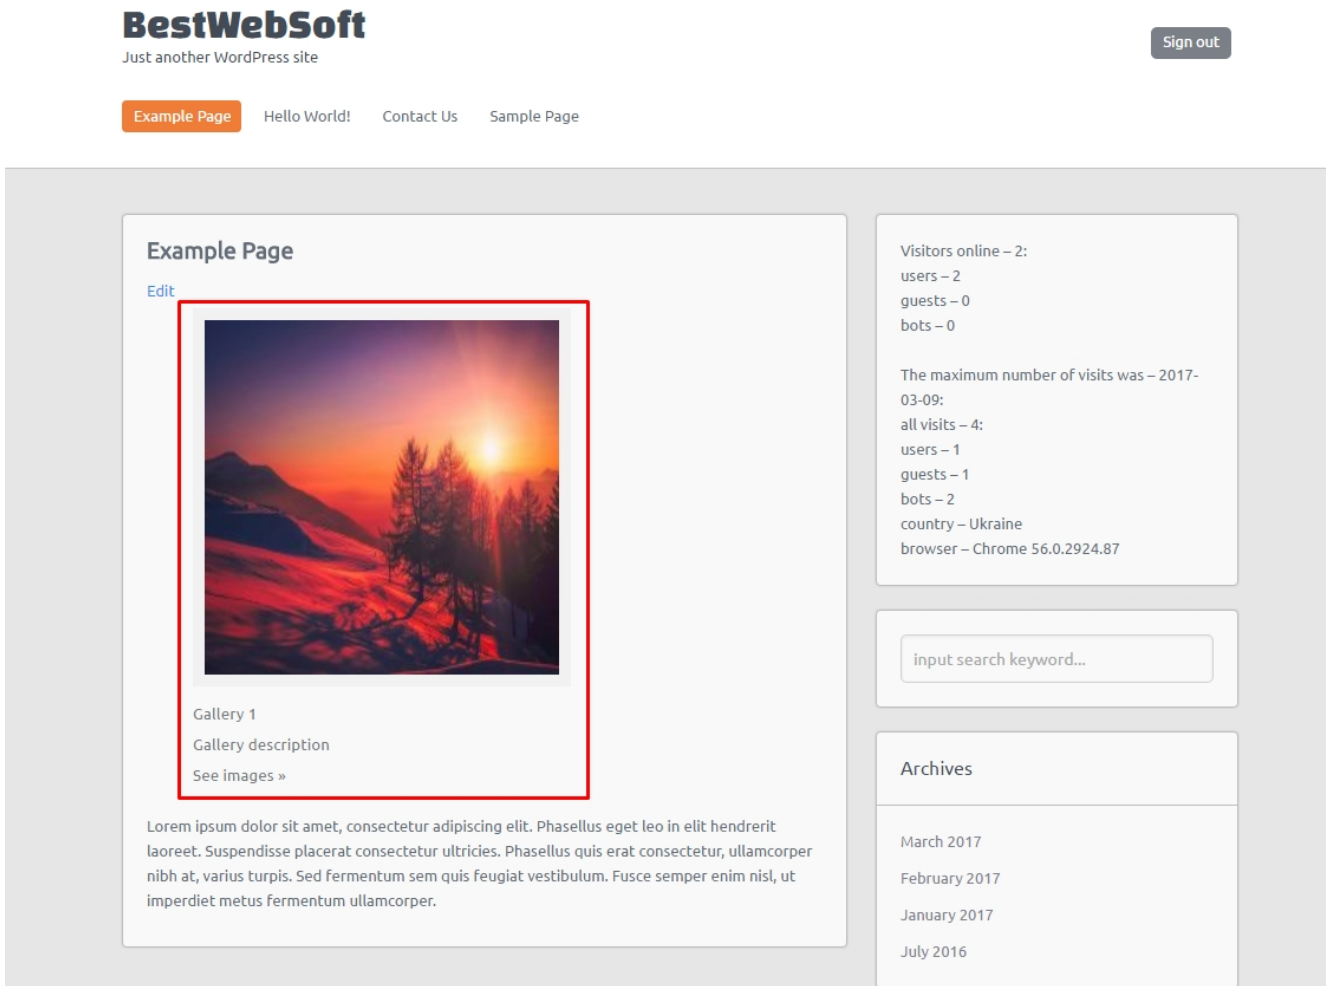 BestWebSoft
Just another WordPress site
Sign out
Example Page
Hello World!
Contact Us
Sample Page
Example Page
Edit
Gallery 1
Gallery description
See images »
Lorem ipsum dolor sit amet, consectetur adipiscing elit. Phasellus eget leo in elit hendrerit
laoreet. Suspendisse placerat consectetur ultricies. Phasellus quis erat consectetur, ullamcorper
nibh at, varius turpis. Sed fermentum sem quis feugiat vestibulum. Fusce semper enim nisl, ut
imperdiet metus fermentum ullamcorper.
Visitors online – 2:
users – 2
guests – 0
bots – 0
The maximum number of visits was – 2017-
03-09:
all visits – 4:
users – 1
guests – 1
bots – 2
country – Ukraine
browser – Chrome 56.0.2924.87
input search keyword...
Archives
March 2017
February 2017
January 2017
July 2016